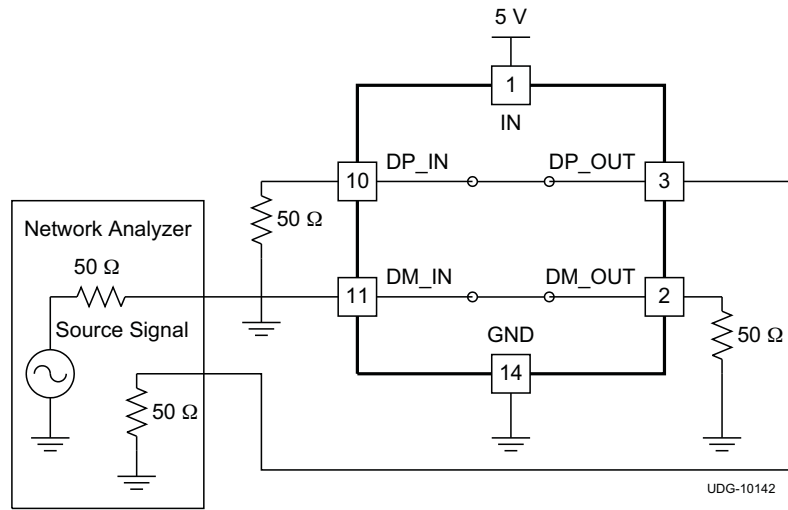 5 V
1
IN
DP_IN
DP_OUT
10
3
50 Ω
Network Analyzer
50 Ω
DM_IN
DM_OUT
11
2
Source Signal
GND
50 Ω
14
50 Ω
UDG-10142